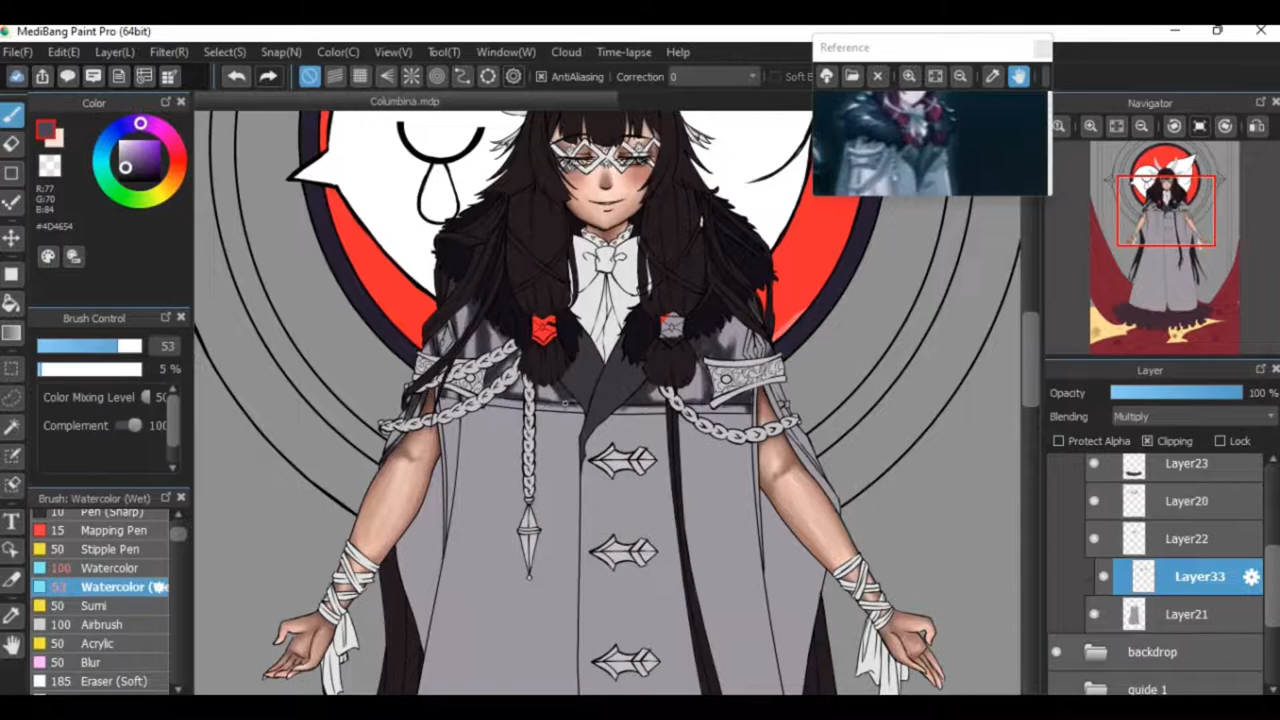 MediBang Paint Pro (64bit)
File(F) Edit(E) Layer(L) Filter(R) Select(S) Snap(N) Color(C) View(V) Tool(T) Window(W) Cloud Time-lapse Help
AntiAliasing Correction 0 Soft
Columbina.mdp
Reference
Color
R:77
G:70
B:84
#4D4654
Brush Control
53
5 %
Color Mixing Level 50
Complement 100
Brush: Watercolor (Wet)
10 Pen (Sharp)
15 Mapping Pen
50 Stipple Pen
100 Watercolor
53 Watercolor
50 Sumi
100 Airbrush
50 Acrylic
50 Blur
185 Eraser (Soft)
T
Navigator
Layer
Opacity 100 %
Blending Multiply
Protect Alpha Clipping Lock
Layer23
Layer20
Layer22
Layer33
Layer21
backdrop
guide 1